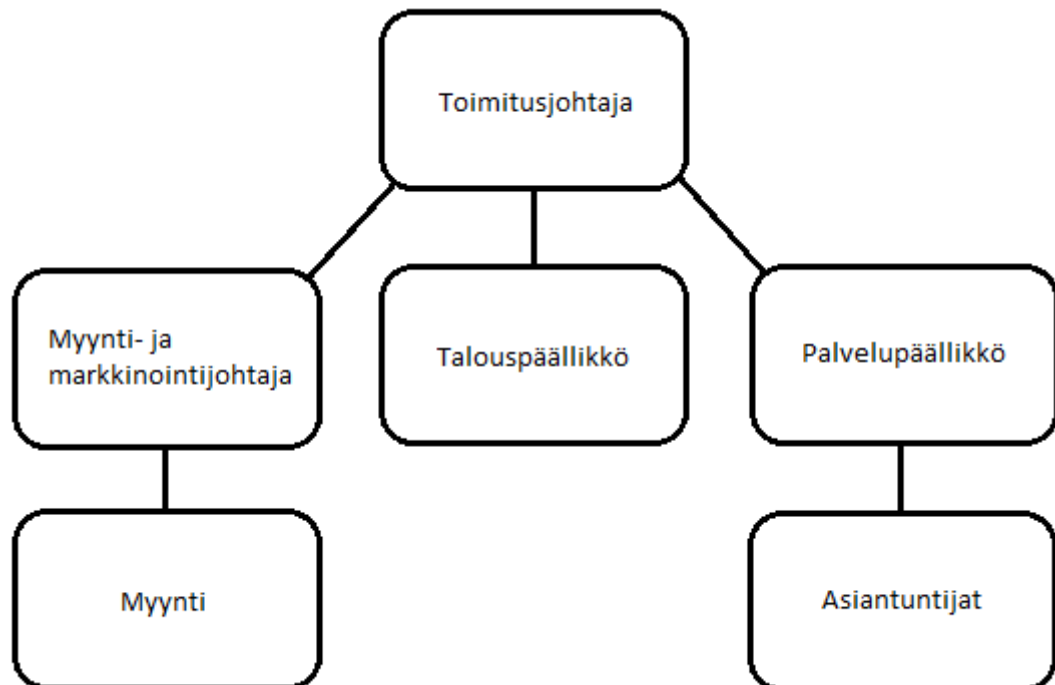 Toimitusjohtaja
Myynti- ja
markkinointijohtaja
Talouspäällikkö
Palvelupäällikkö
Myynti
Asiantuntijat